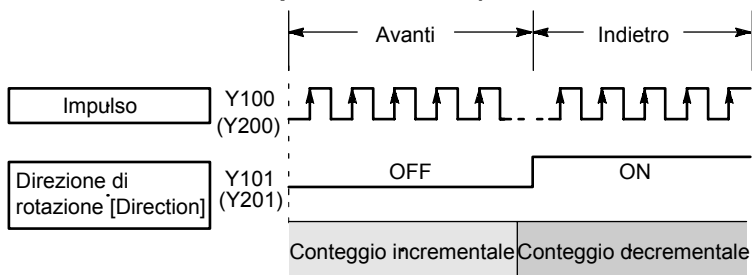 Avanti
Indietro
Impulso
Y100
(Y200)
Direzione di
rotazione [Direction]
Y101
(Y201)
OFF
ON
Conteggio incrementale
Conteggio decrementale